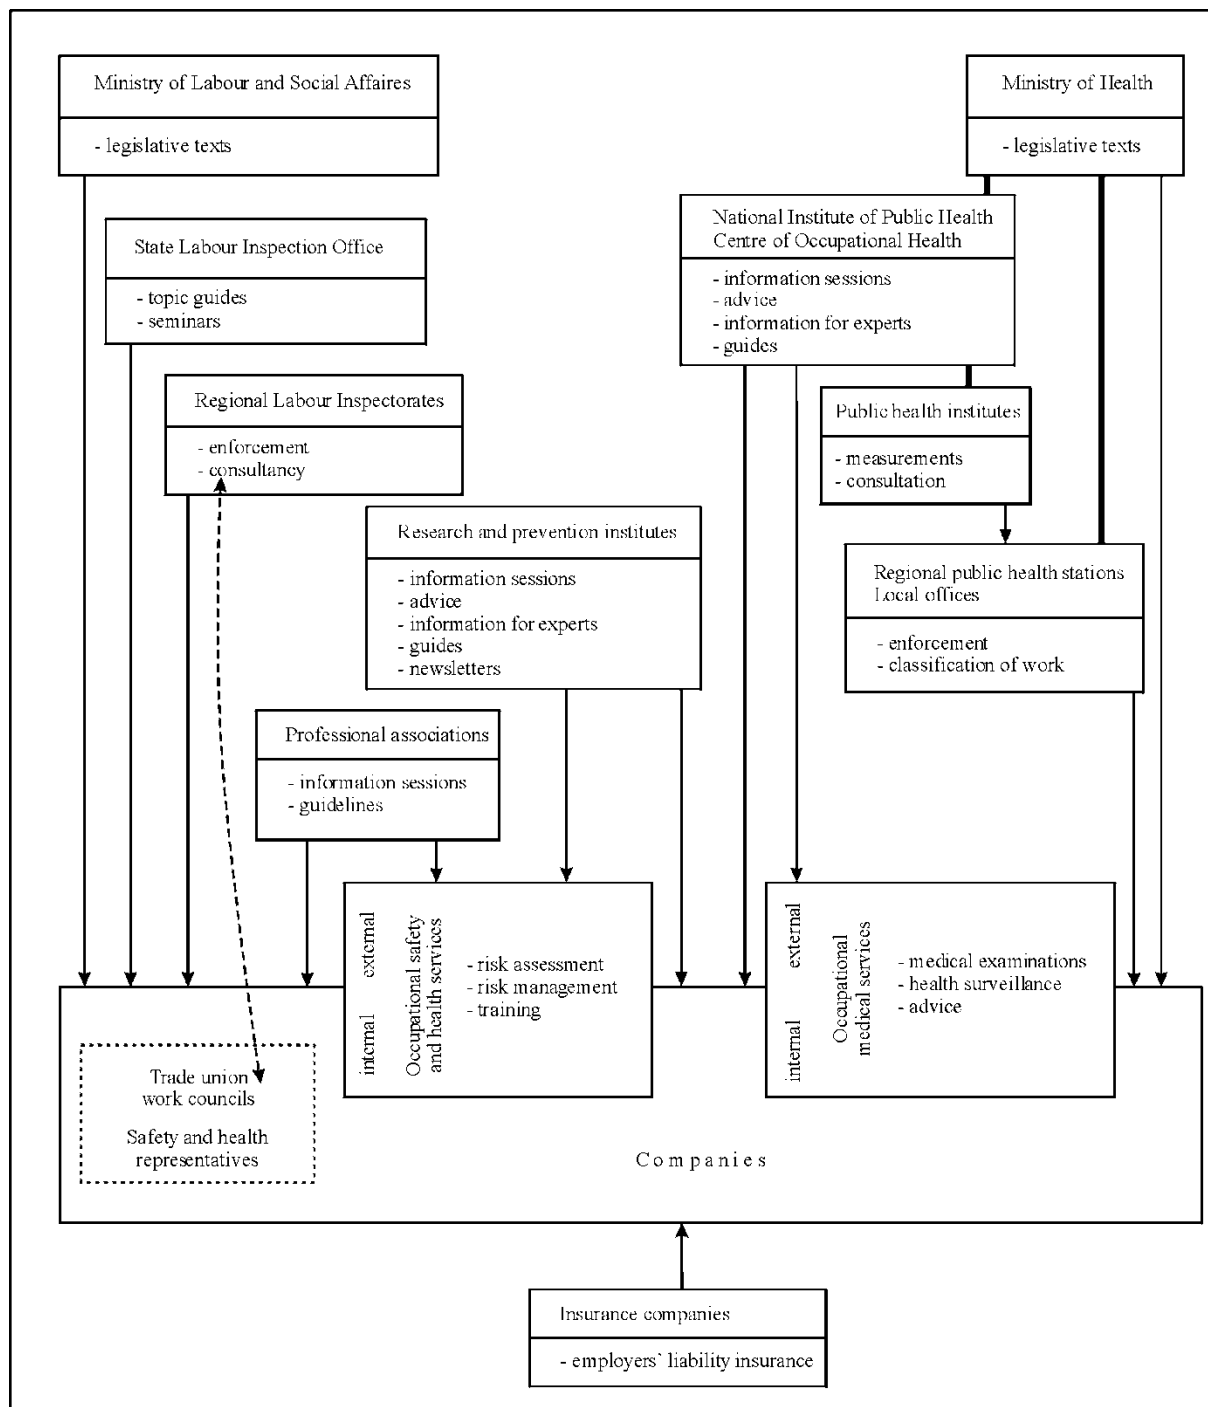 Ministry of Labour and Social Affaires
- legislative texts
Ministry of Health
- legislative texts
State Labour Inspection Office
- topic guides
- seminars
National Institute of Public Health
Centre of Occupational Health
- information sessions
- advice
- information for experts
- guides
Regional Labour Inspectorates
- enforcement
- consultancy
Public health institutes
- measurements
- consultation
Research and prevention institutes
- information sessions
- advice
- information for experts
- guides
- newsletters
Regional public health stations
Local offices
- enforcement
- classification of work
Professional associations
- information sessions
- guidelines
internal external
Occupational safety
and health services
- risk assessment
- risk management
- training
internal external
Occupational
medical services
- medical examinations
- health surveillance
- advice
Trade union
work councils
Safety and health
representatives
Companies
Insurance companies
- employers` liability insurance